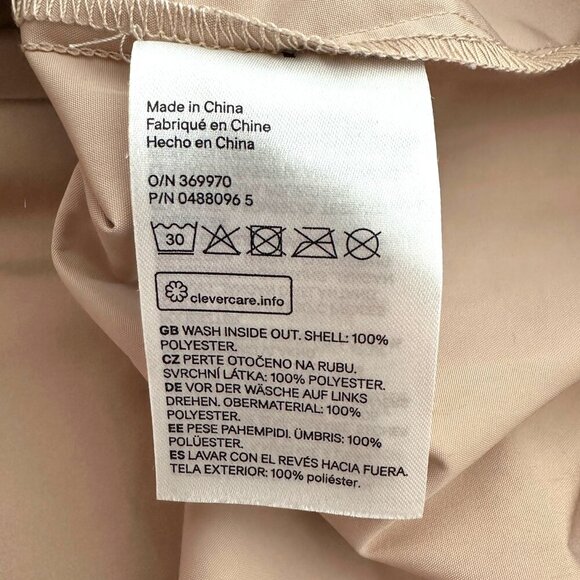 Made in China
Fabriqué en Chine
Hecho en China
O/N 369970
P/N 0488096 5
30
clevercare.info
GB WASH INSIDE OUT. SHELL: 100%
POLYESTER.
CZ PERTE OTOČENO NA RUBU.
SVRCHNÍ LÁTKA: 100% POLYESTER.
DE VOR DER WÄSCHE AUF LINKS
DREHEN. OBERMATERIAL: 100%
POLYESTER.
EE PESE PAHEMPIDI. ÜMBRIS: 100%
POLÜESTER.
ES LAVAR CON EL REVÉS HACIA FUERA.
TELA EXTERIOR: 100% poliéster.